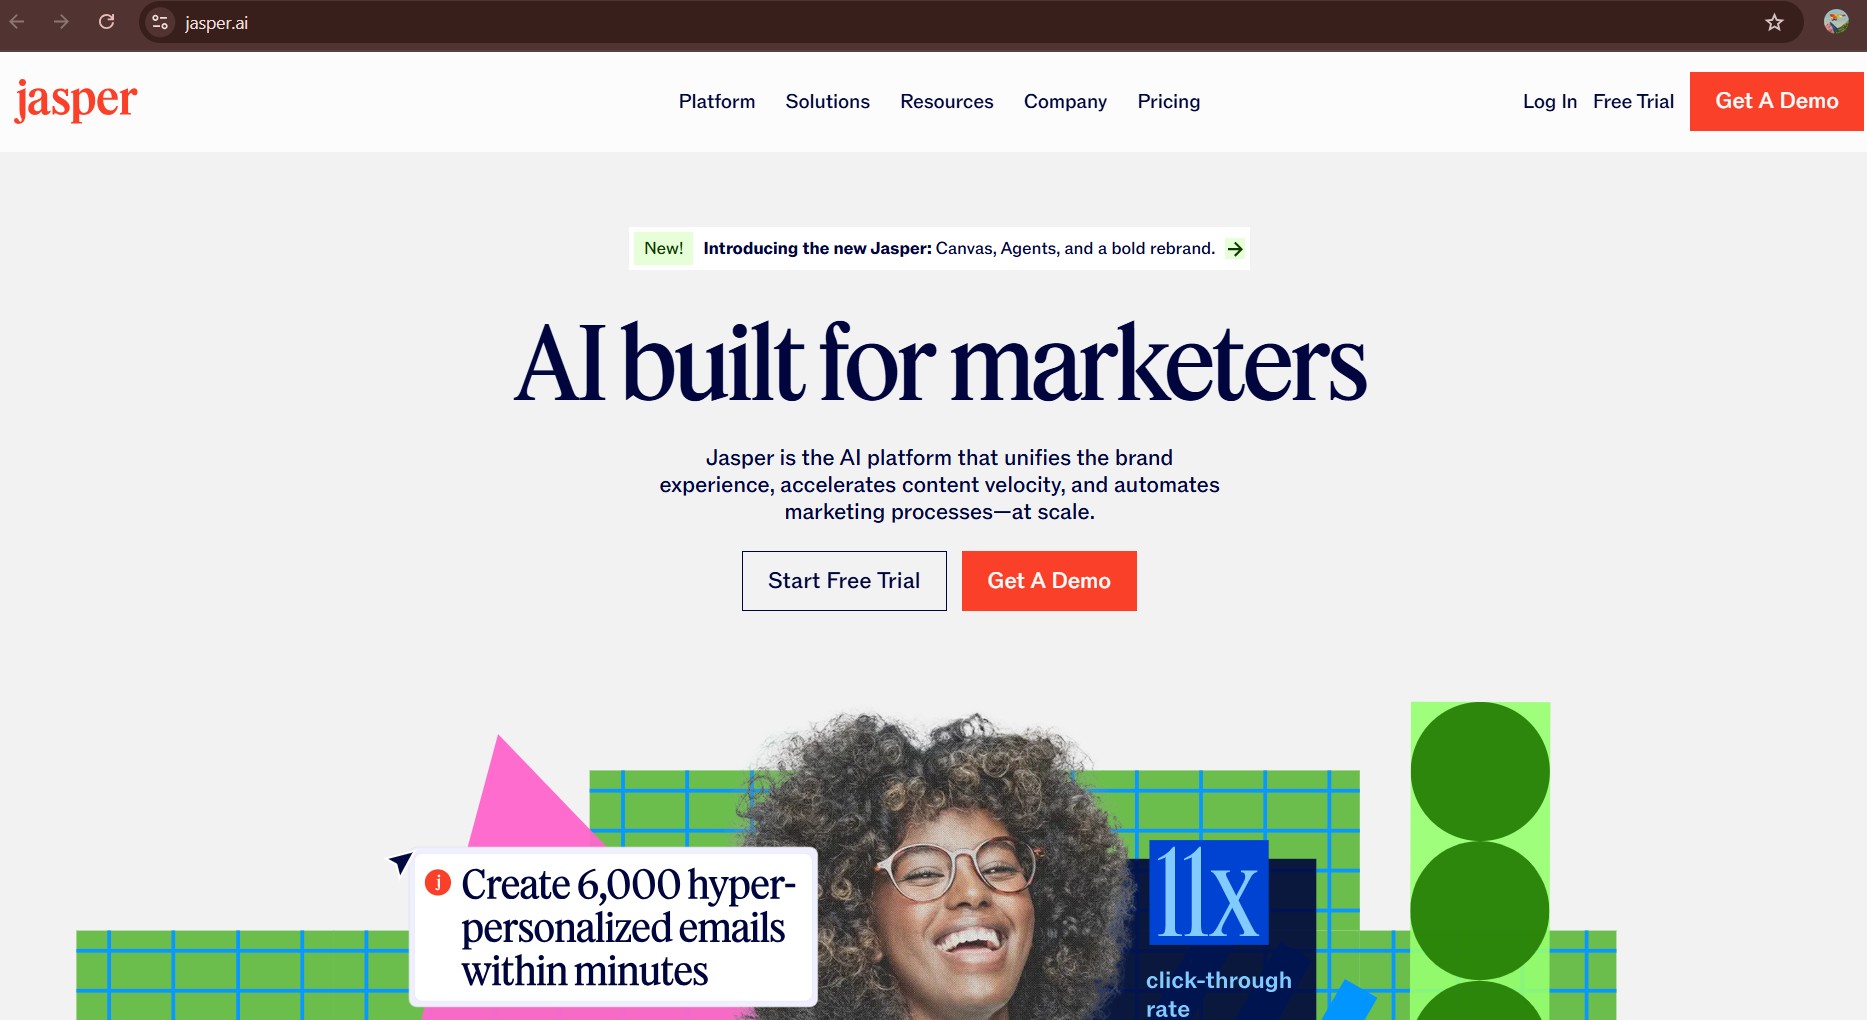 jasper.ai
jasper
Platform Solutions Resources Company Pricing
Log In Free Trial Get A Demo
New! Introducing the new Jasper: Canvas, Agents, and a bold rebrand.
AI built for marketers
Jasper is the AI platform that unifies the brand
experience, accelerates content velocity, and automates
marketing processes—at scale.
Start Free Trial Get A Demo
j Create 6,000 hyper-
personalized emails
within minutes
11x
click-through
rate